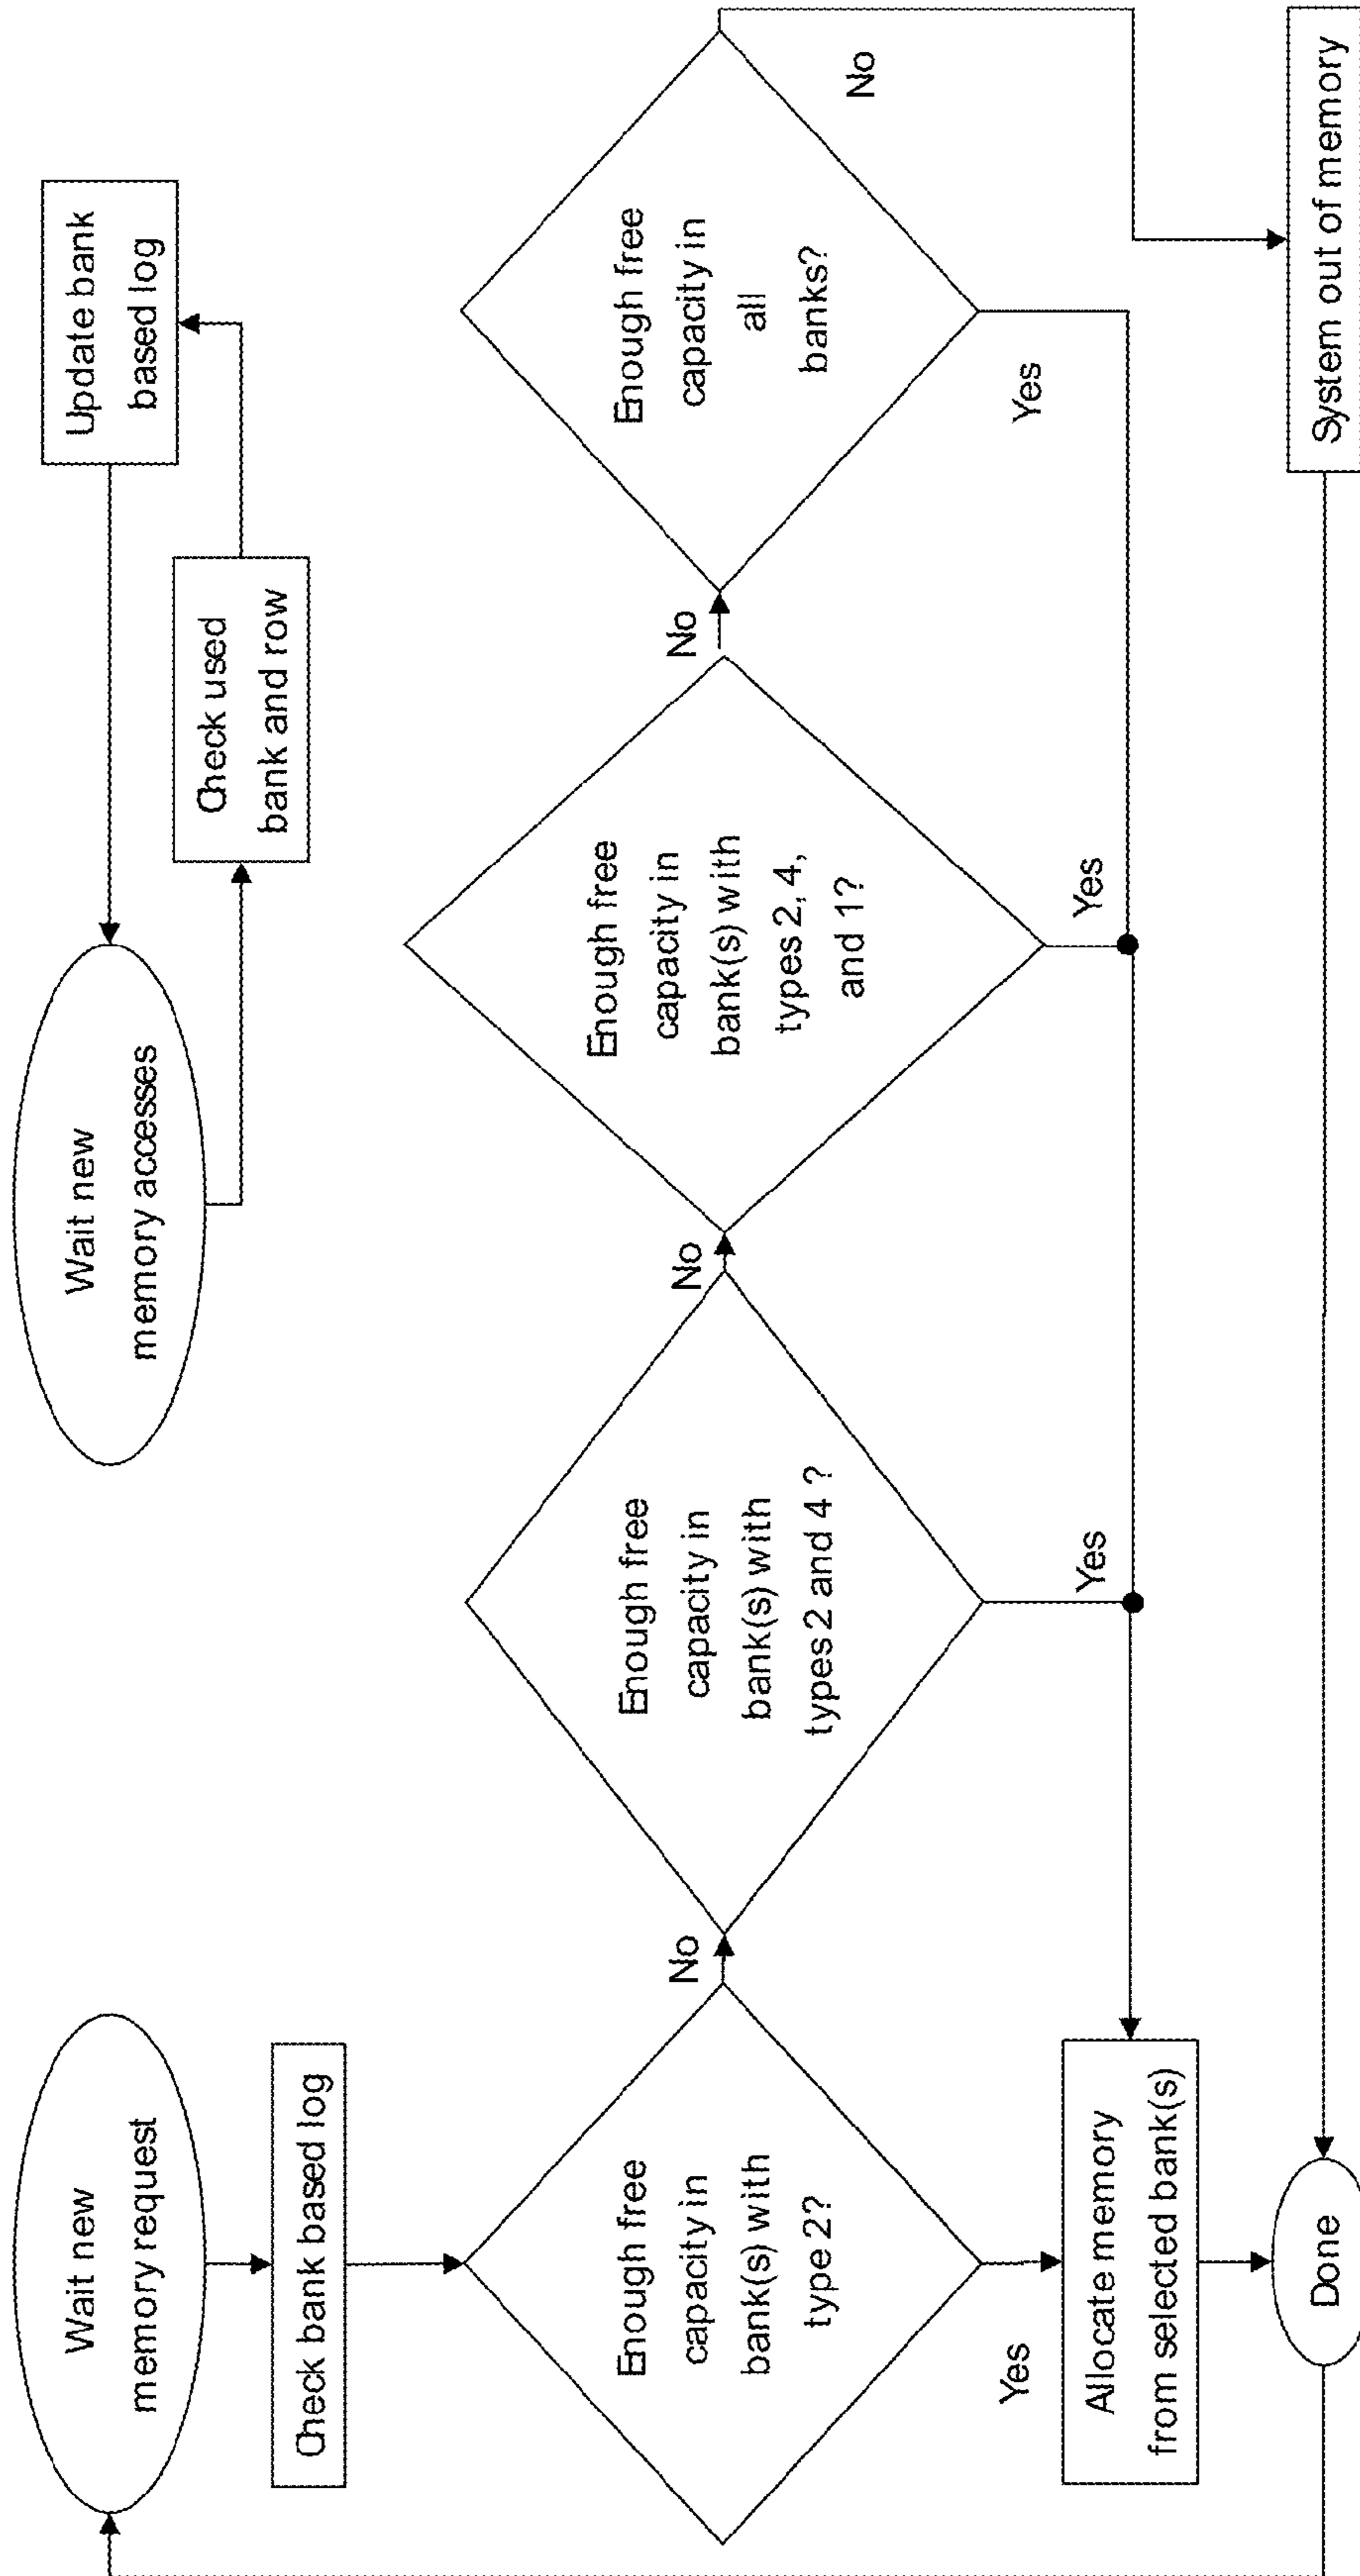 Wait new
memory request
Check bank based log
Enough free
capacity in
bank(s) with
type 2?
Yes
No
Allocate memory
from selected bank(s)
Done
Enough free
capacity in
bank(s) with
types 2 and 4 ?
Yes
No
Enough free
capacity in
bank(s) with
types 2, 4,
and 1?
Yes
No
Enough free
capacity in
all
banks?
Yes
No
System out of memory
Wait new
memory accesses
Check used
bank and row
Update bank
based log